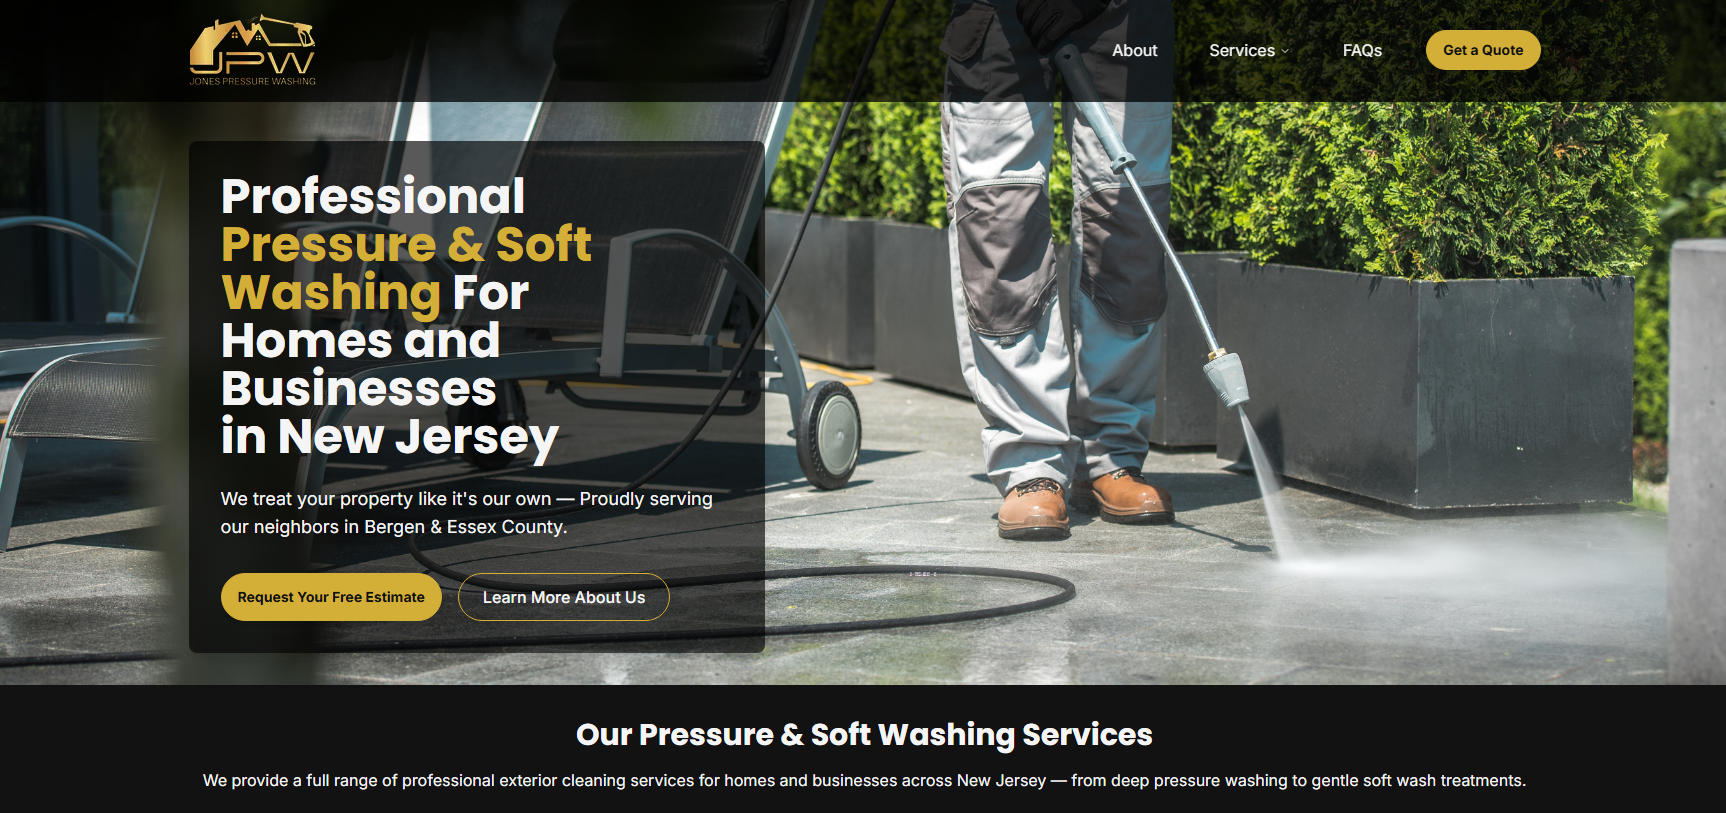 JPW
JONES PRESSURE WASHING
About
Services
FAQs
Get a Quote
Professional
Pressure & Soft
Washing For
Homes and
Businesses
in New Jersey
We treat your property like it's our own — Proudly serving
our neighbors in Bergen & Essex County.
Request Your Free Estimate
Learn More About Us
Our Pressure & Soft Washing Services
We provide a full range of professional exterior cleaning services for homes and businesses across New Jersey — from deep pressure washing to gentle soft wash treatments.